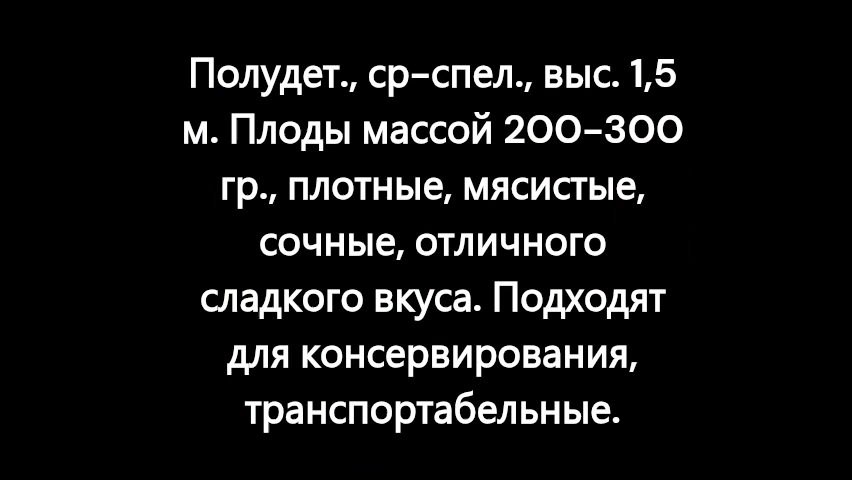 Полудет., ср-спел., выс. 1,5
м. Плоды массой 200-300
гр., плотные, мясистые,
сочные, отличного
сладкого вкуса. Подходят
для консервирования,
транспортабельные.